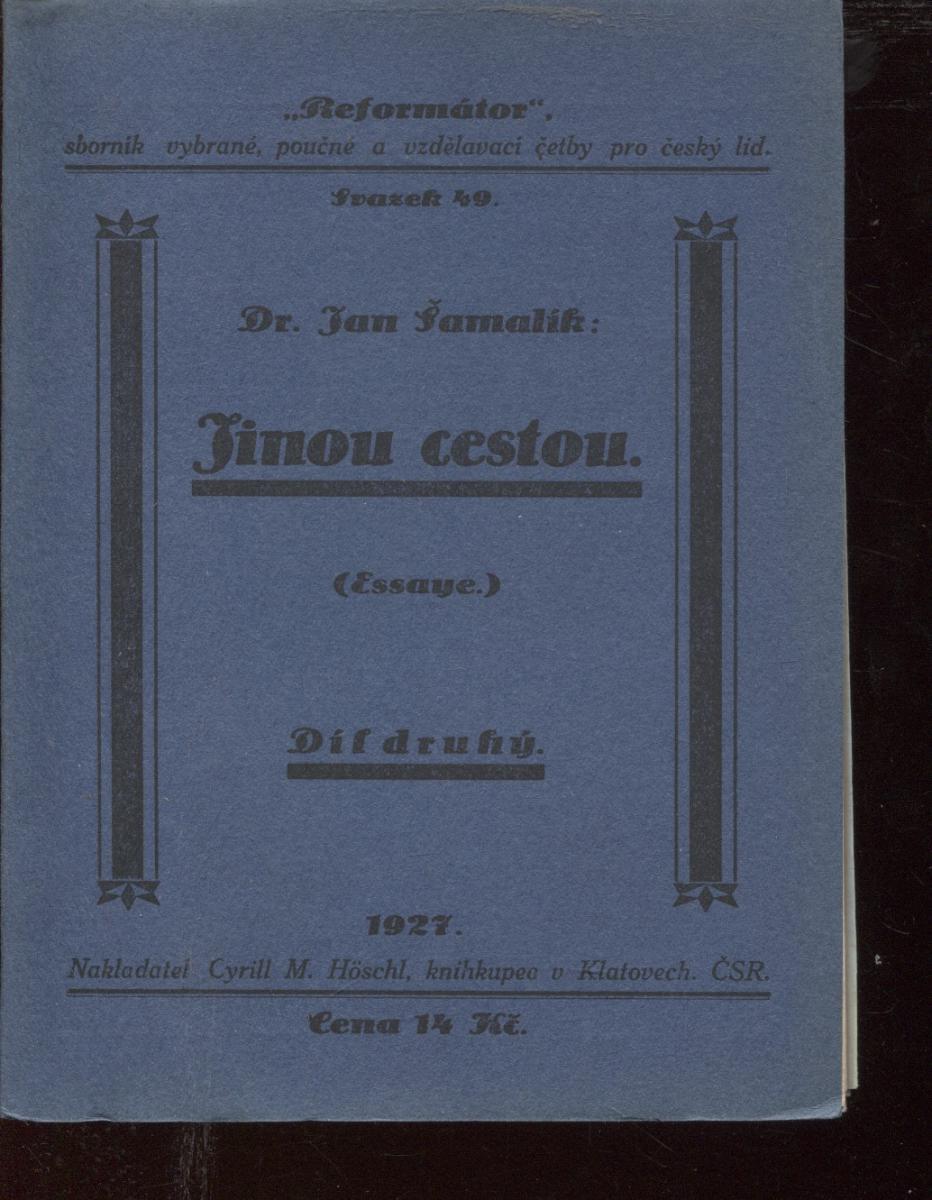 „Reformátor“,
sborník vybrané, poučné a vzdělavací četby pro český lid.
Svazek 49.
Dr. Jan Šamalík:
Jinou cestou.
(Essaye.)
Díl druhý.
1927.
Nakladatel Cyrill M. Höschl, knihkupec v Klatovech. ČSR.
Cena 14 Kč.